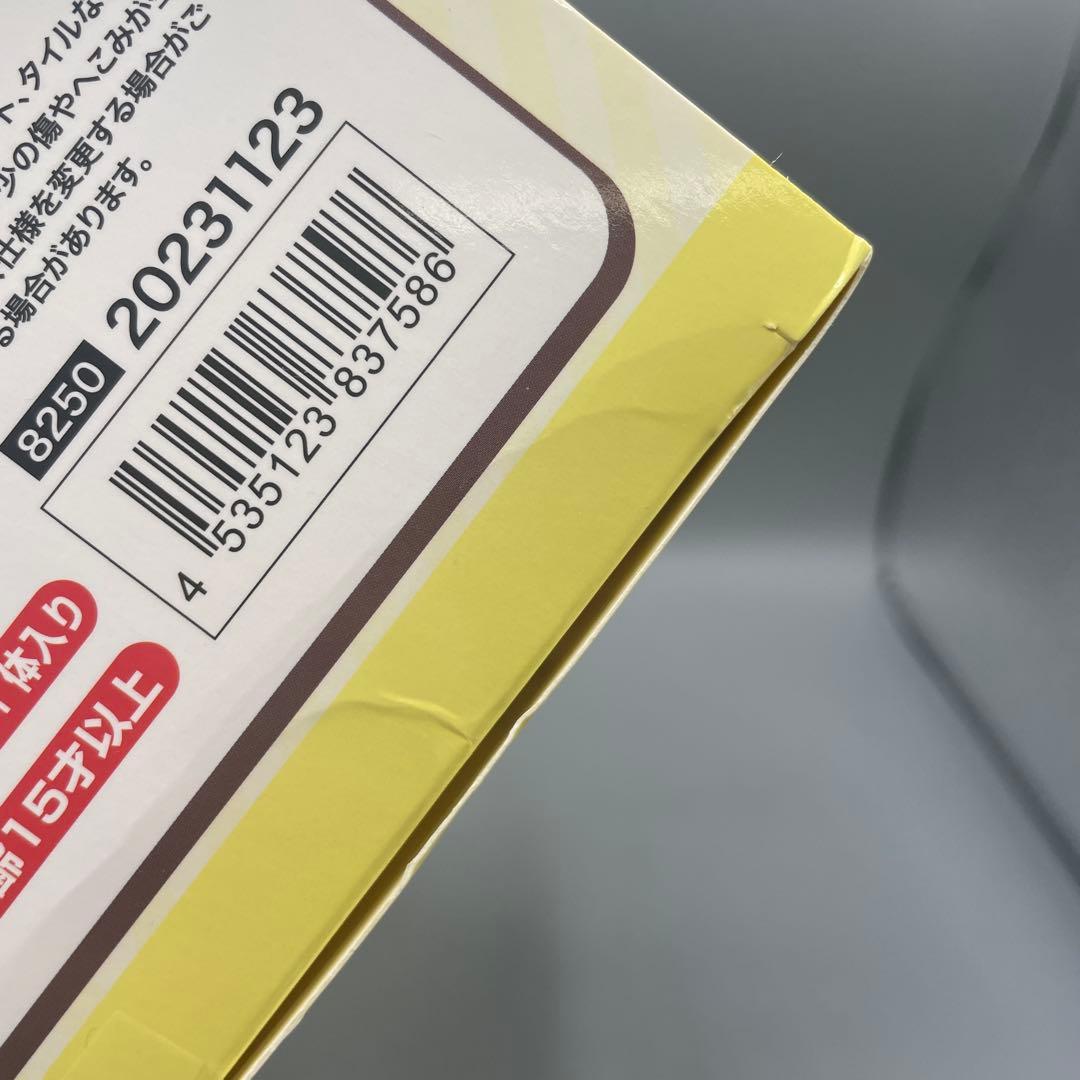 ト、タイルな
少の傷やへこみが
仕様を変更する場合がご
る場合があります。
8250
20231123
4 535123 837586
体入り
齢15才以上